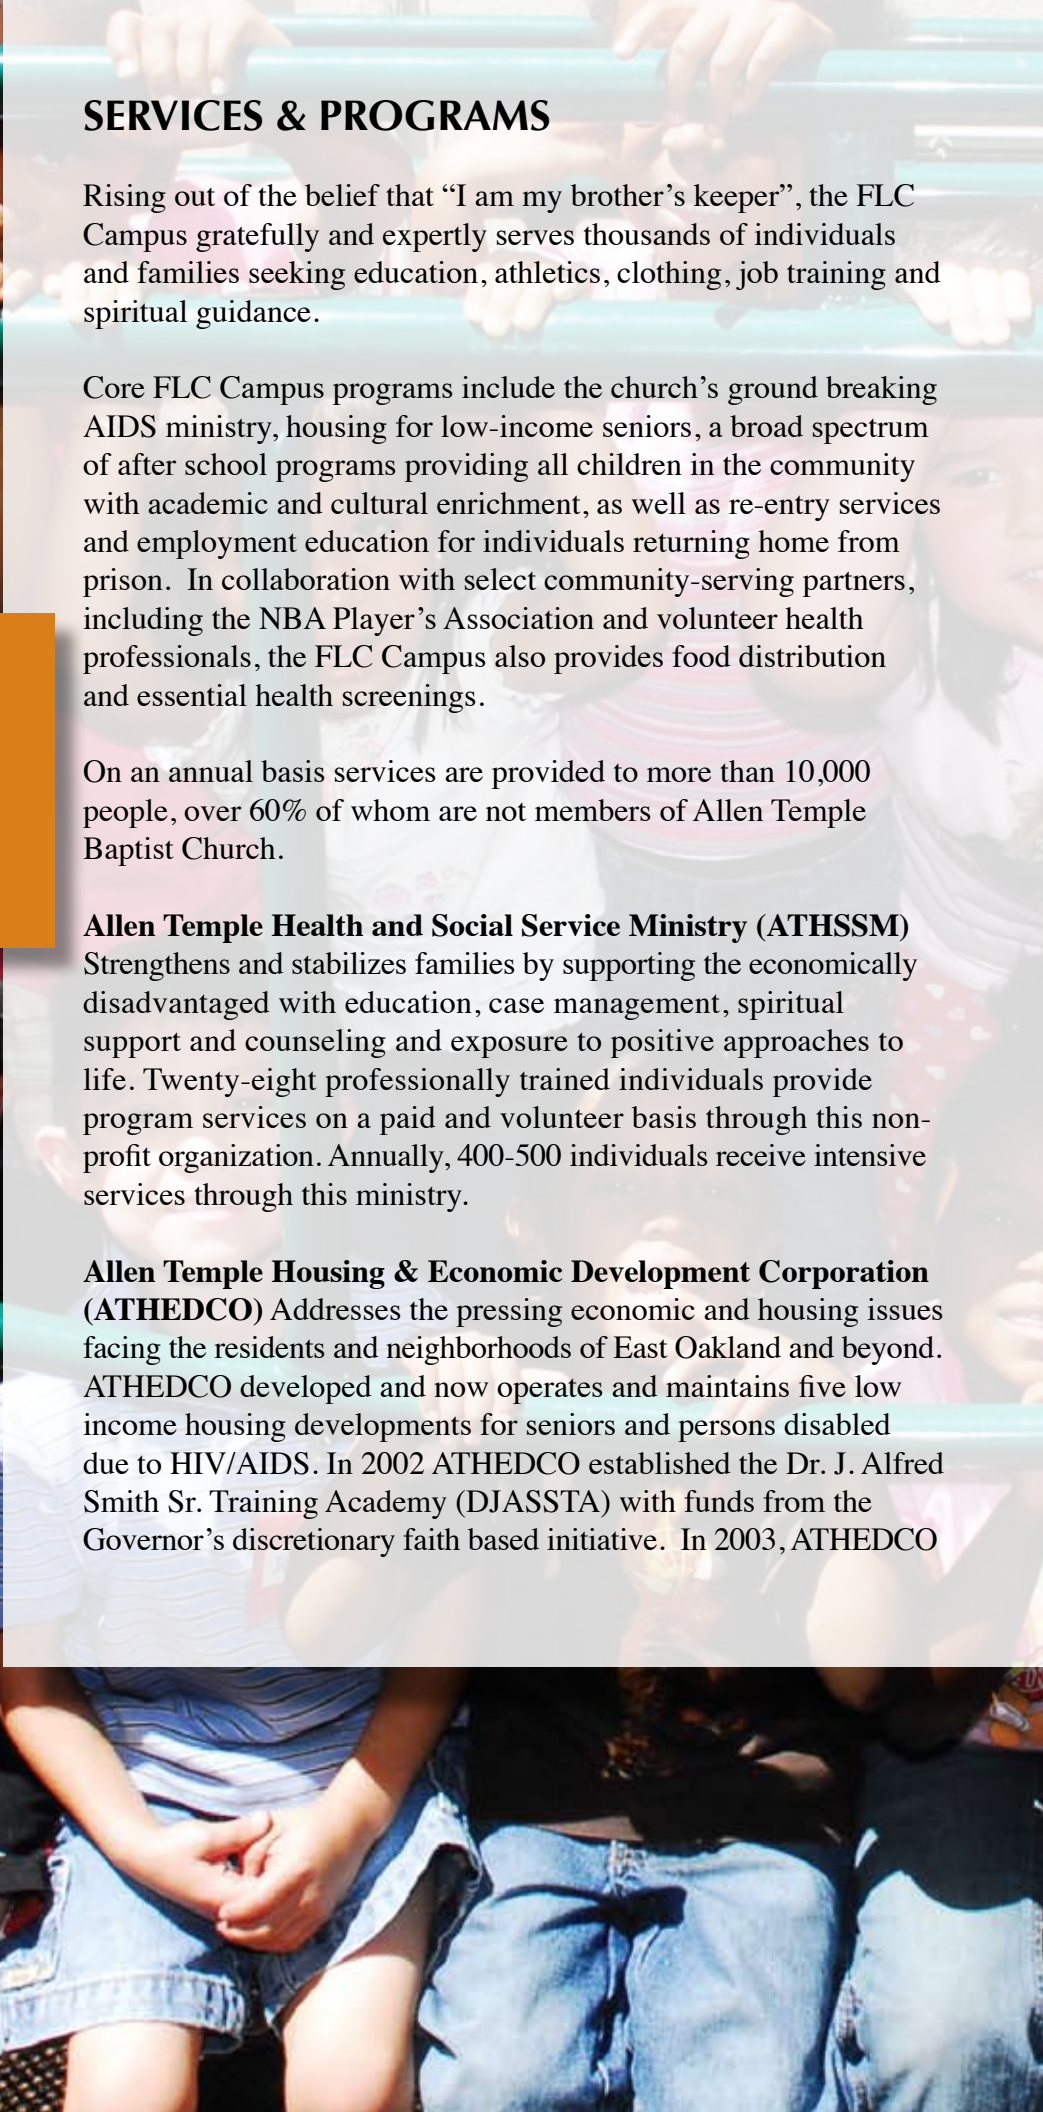 SERVICES & PROGRAMS
Rising out of the belief that “I am my brother’s keeper”, the FLC
Campus gratefully and expertly serves thousands of individuals
and families seeking education, athletics, clothing, job training and
spiritual guidance.
Core FLC Campus programs include the church’s ground breaking
AIDS ministry, housing for low-income seniors, a broad spectrum
of after school programs providing all children in the community
with academic and cultural enrichment, as well as re-entry services
and employment education for individuals returning home from
prison.  In collaboration with select community-serving partners,
including the NBA Player’s Association and volunteer health
professionals, the FLC Campus also provides food distribution
and essential health screenings.
On an annual basis services are provided to more than 10,000
people, over 60% of whom are not members of Allen Temple
Baptist Church.
Allen Temple Health and Social Service Ministry (ATHSSM)
Strengthens and stabilizes families by supporting the economically
disadvantaged with education, case management, spiritual
support and counseling and exposure to positive approaches to
life. Twenty-eight professionally trained individuals provide
program services on a paid and volunteer basis through this non-
profit organization. Annually, 400-500 individuals receive intensive
services through this ministry.
Allen Temple Housing & Economic Development Corporation
(ATHEDCO) Addresses the pressing economic and housing issues
facing the residents and neighborhoods of East Oakland and beyond.
ATHEDCO developed and now operates and maintains five low
income housing developments for seniors and persons disabled
due to HIV/AIDS. In 2002 ATHEDCO established the Dr. J. Alfred
Smith Sr. Training Academy (DJASSTA) with funds from the
Governor’s discretionary faith based initiative.  In 2003, ATHEDCO